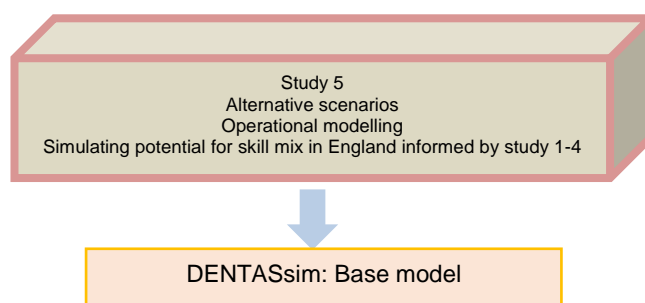 Study 5
Alternative scenarios
Operational modelling
Simulating potential for skill mix in England informed by study 1-4
DENTASsim: Base model